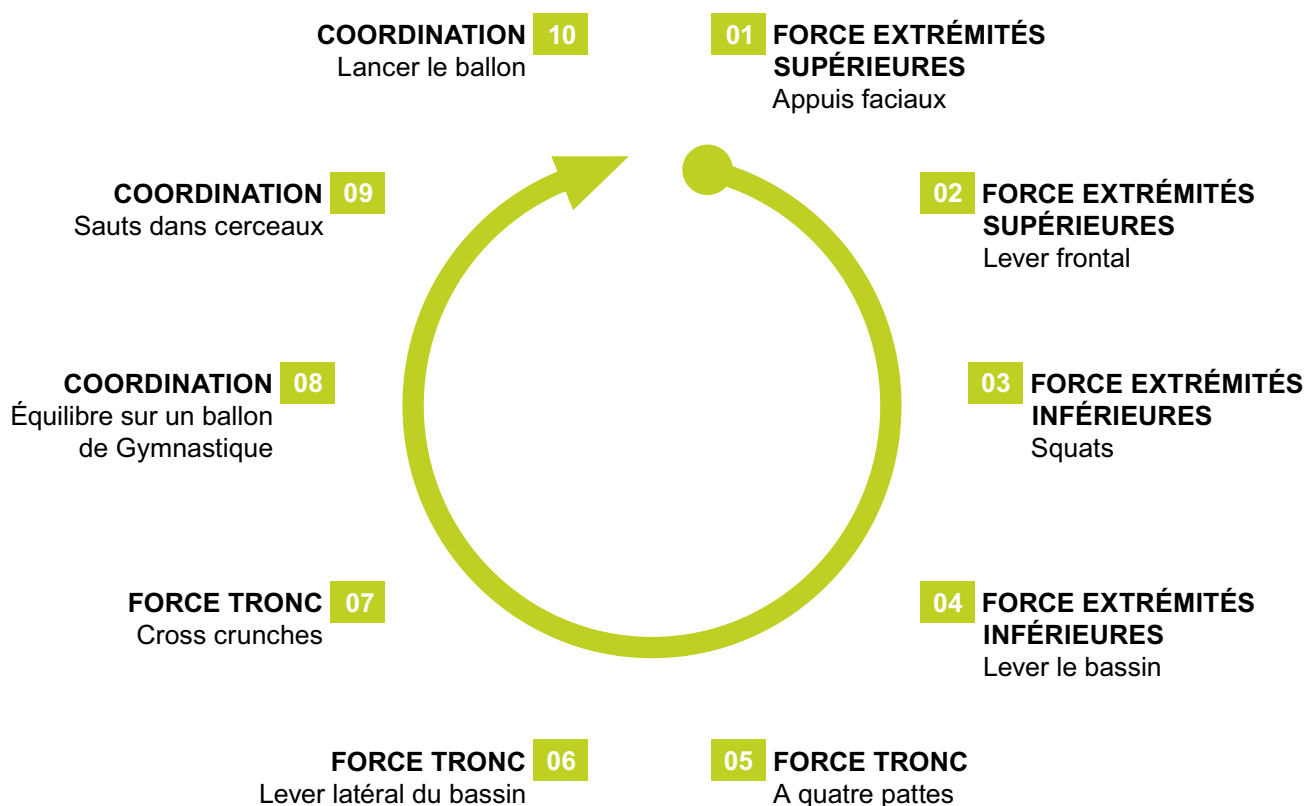 01 FORCE EXTRÉMITÉS
SUPÉRIEURES
Appuis faciaux
02 FORCE EXTRÉMITÉS
SUPÉRIEURES
Lever frontal
03 FORCE EXTRÉMITÉS
INFÉRIEURES
Squats
04 FORCE EXTRÉMITÉS
INFÉRIEURES
Lever le bassin
05 FORCE TRONC
A quatre pattes
FORCE TRONC 06
Lever latéral du bassin
FORCE TRONC 07
Cross crunches
COORDINATION 08
Équilibre sur un ballon
de Gymnastique
COORDINATION 09
Sauts dans cerceaux
COORDINATION 10
Lancer le ballon